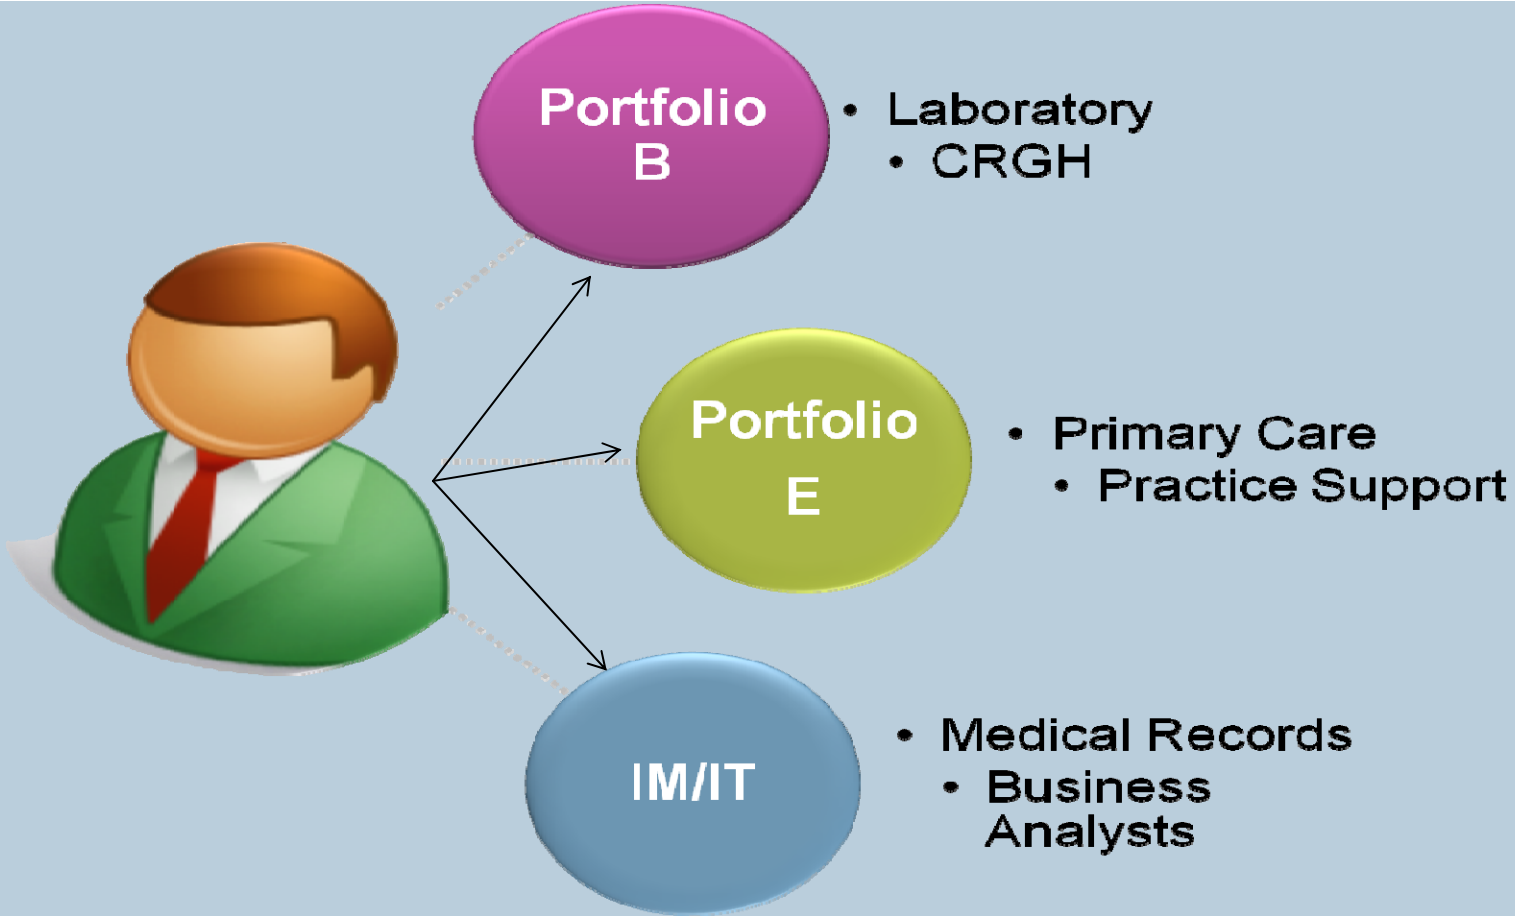 Portfolio
B
• Laboratory
• CRGH
Portfolio
E
• Primary Care
• Practice Support
IM/IT
• Medical Records
• Business
Analysts